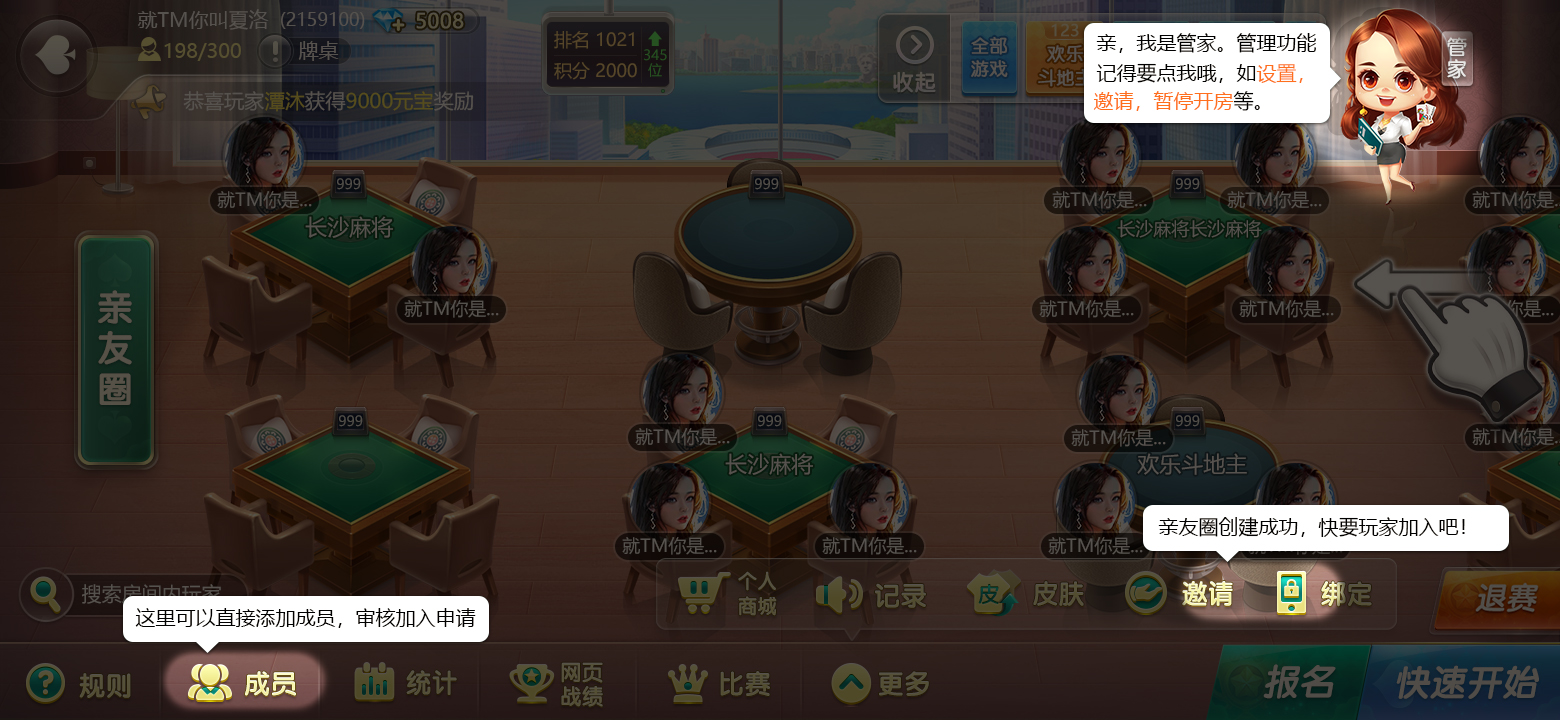 就TM你叫夏洛 (2159100) 5008
198/300 牌桌
恭喜玩家潭沐获得9000元宝奖励
排名 1021
积分 2000
345
位
收起
全部
游戏
123
欢乐
斗地主
亲，我是管家。管理功能
记得要点我哦，如设置，
邀请，暂停开房等。
管家
999
999
999
就TM你是...
就TM你是...
就TM你是...
就TM你是...
长沙麻将
长沙麻将长沙麻将
就TM你是...
就TM你是...
就TM你是...
你是...
亲友圈
999
999
999
就TM你是...
就TM你是...
就TM你是...
长沙麻将
欢乐斗地主
就TM你是...
就TM你是...
就TM你是...
亲友圈创建成功，快要玩家加入吧！
搜索房间内玩家
个人
商城
记录
皮
皮肤
邀请
绑定
退赛
这里可以直接添加成员，审核加入申请
规则
成员
统计
网页
战绩
比赛
更多
报名
快速开始